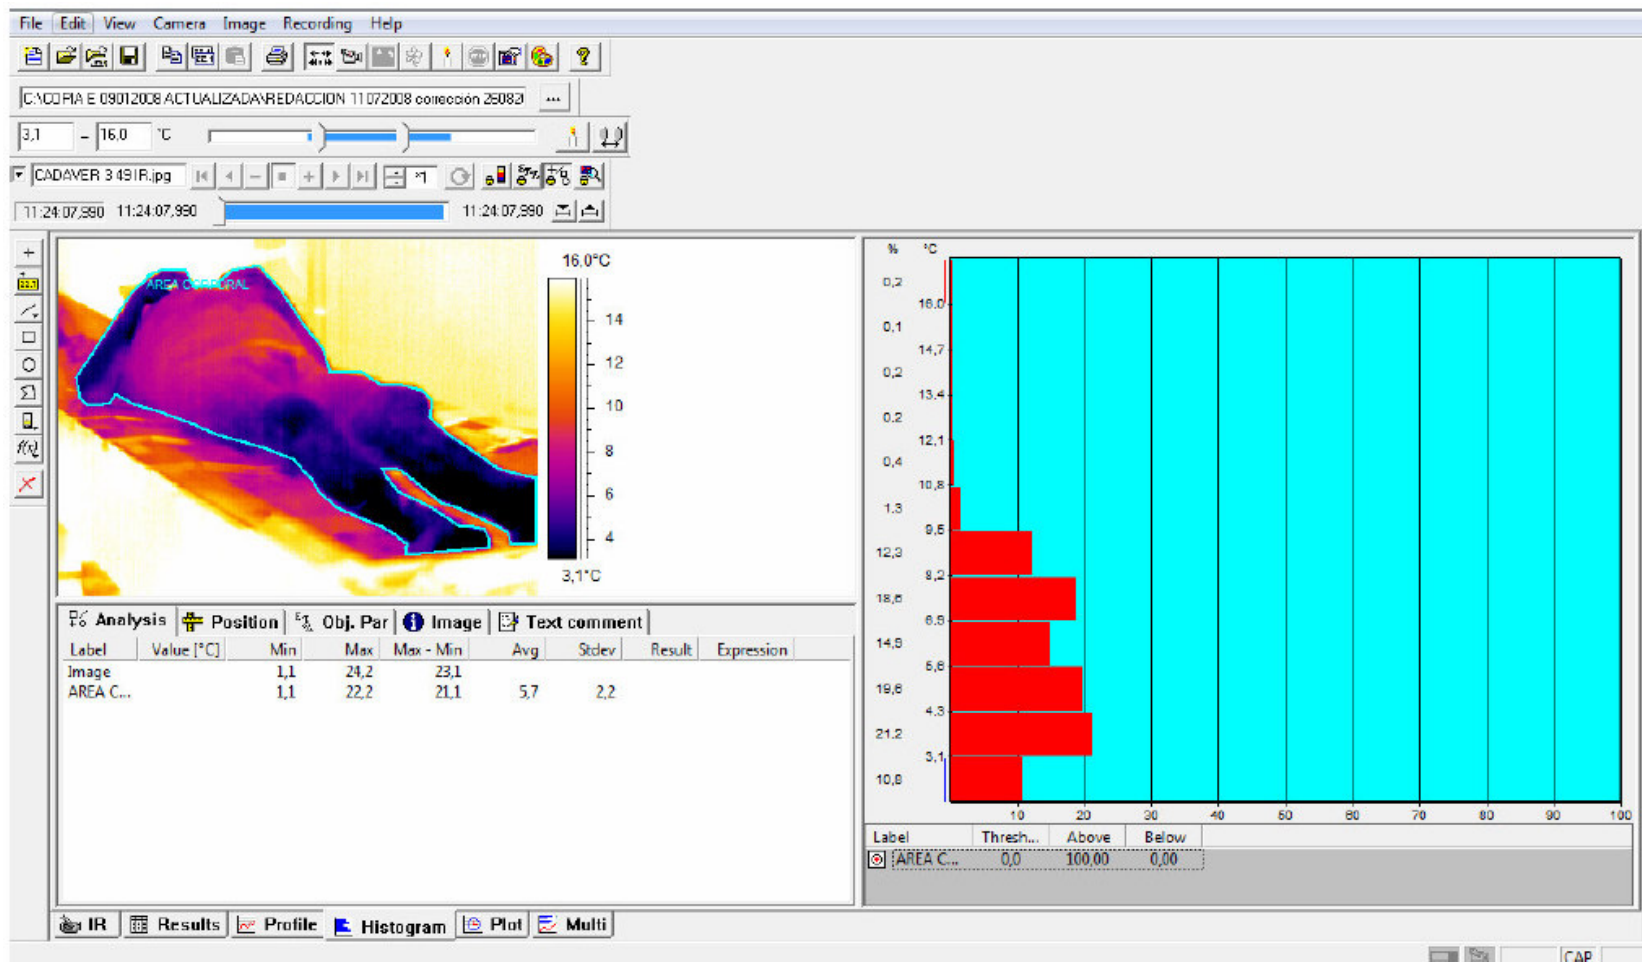 File Edit View Camera Image Recording Help
C:\COPIA E 09012008 ACTUALIZADA\REDACCION 11072008 corrección 26082 ...
3,1 – 16,0 °C
CADAVER 3 49IR.jpg *1
11:24:07,990 11:24:07,990 11:24:07,990
AREA CORPORAL
16,0°C
14
12
10
8
6
4
3,1°C
Analysis Position Obj. Par Image Text comment
Label Value [°C] Min Max Max - Min Avg Stdev Result Expression
Image 1,1 24,2 23,1
AREA C... 1,1 22,2 21,1 5,7 2,2
% °C
0,2
16,0
0,1
14,7
0,2
13,4
0,2
12,1
0,4
10,8
1,3
9,5
12,3
8,2
18,6
6,9
14,9
5,6
19,6
4,3
21,2
3,1
10,8
10 20 30 40 50 60 70 80 90 100
Label Thresh... Above Below
AREA C... 0,0 100,00 0,00
IR Results Profile Histogram Plot Multi
CAP